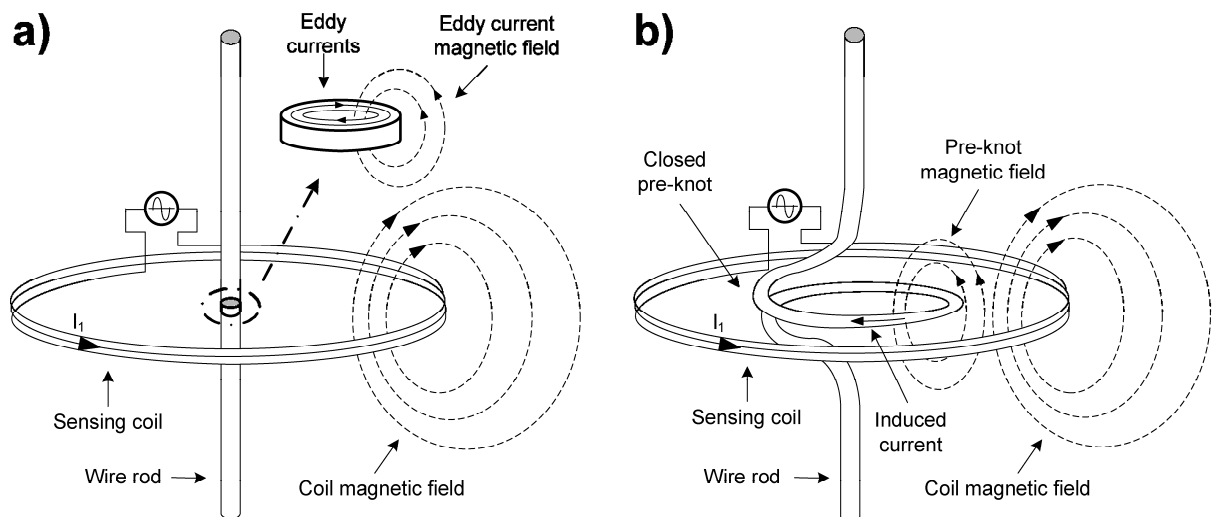 a)
Eddy
currents
Eddy current
magnetic field
I1
Sensing coil
Wire rod
Coil magnetic field
b)
Closed
pre-knot
Pre-knot
magnetic field
I1
Sensing coil
Induced
current
Wire rod
Coil magnetic field